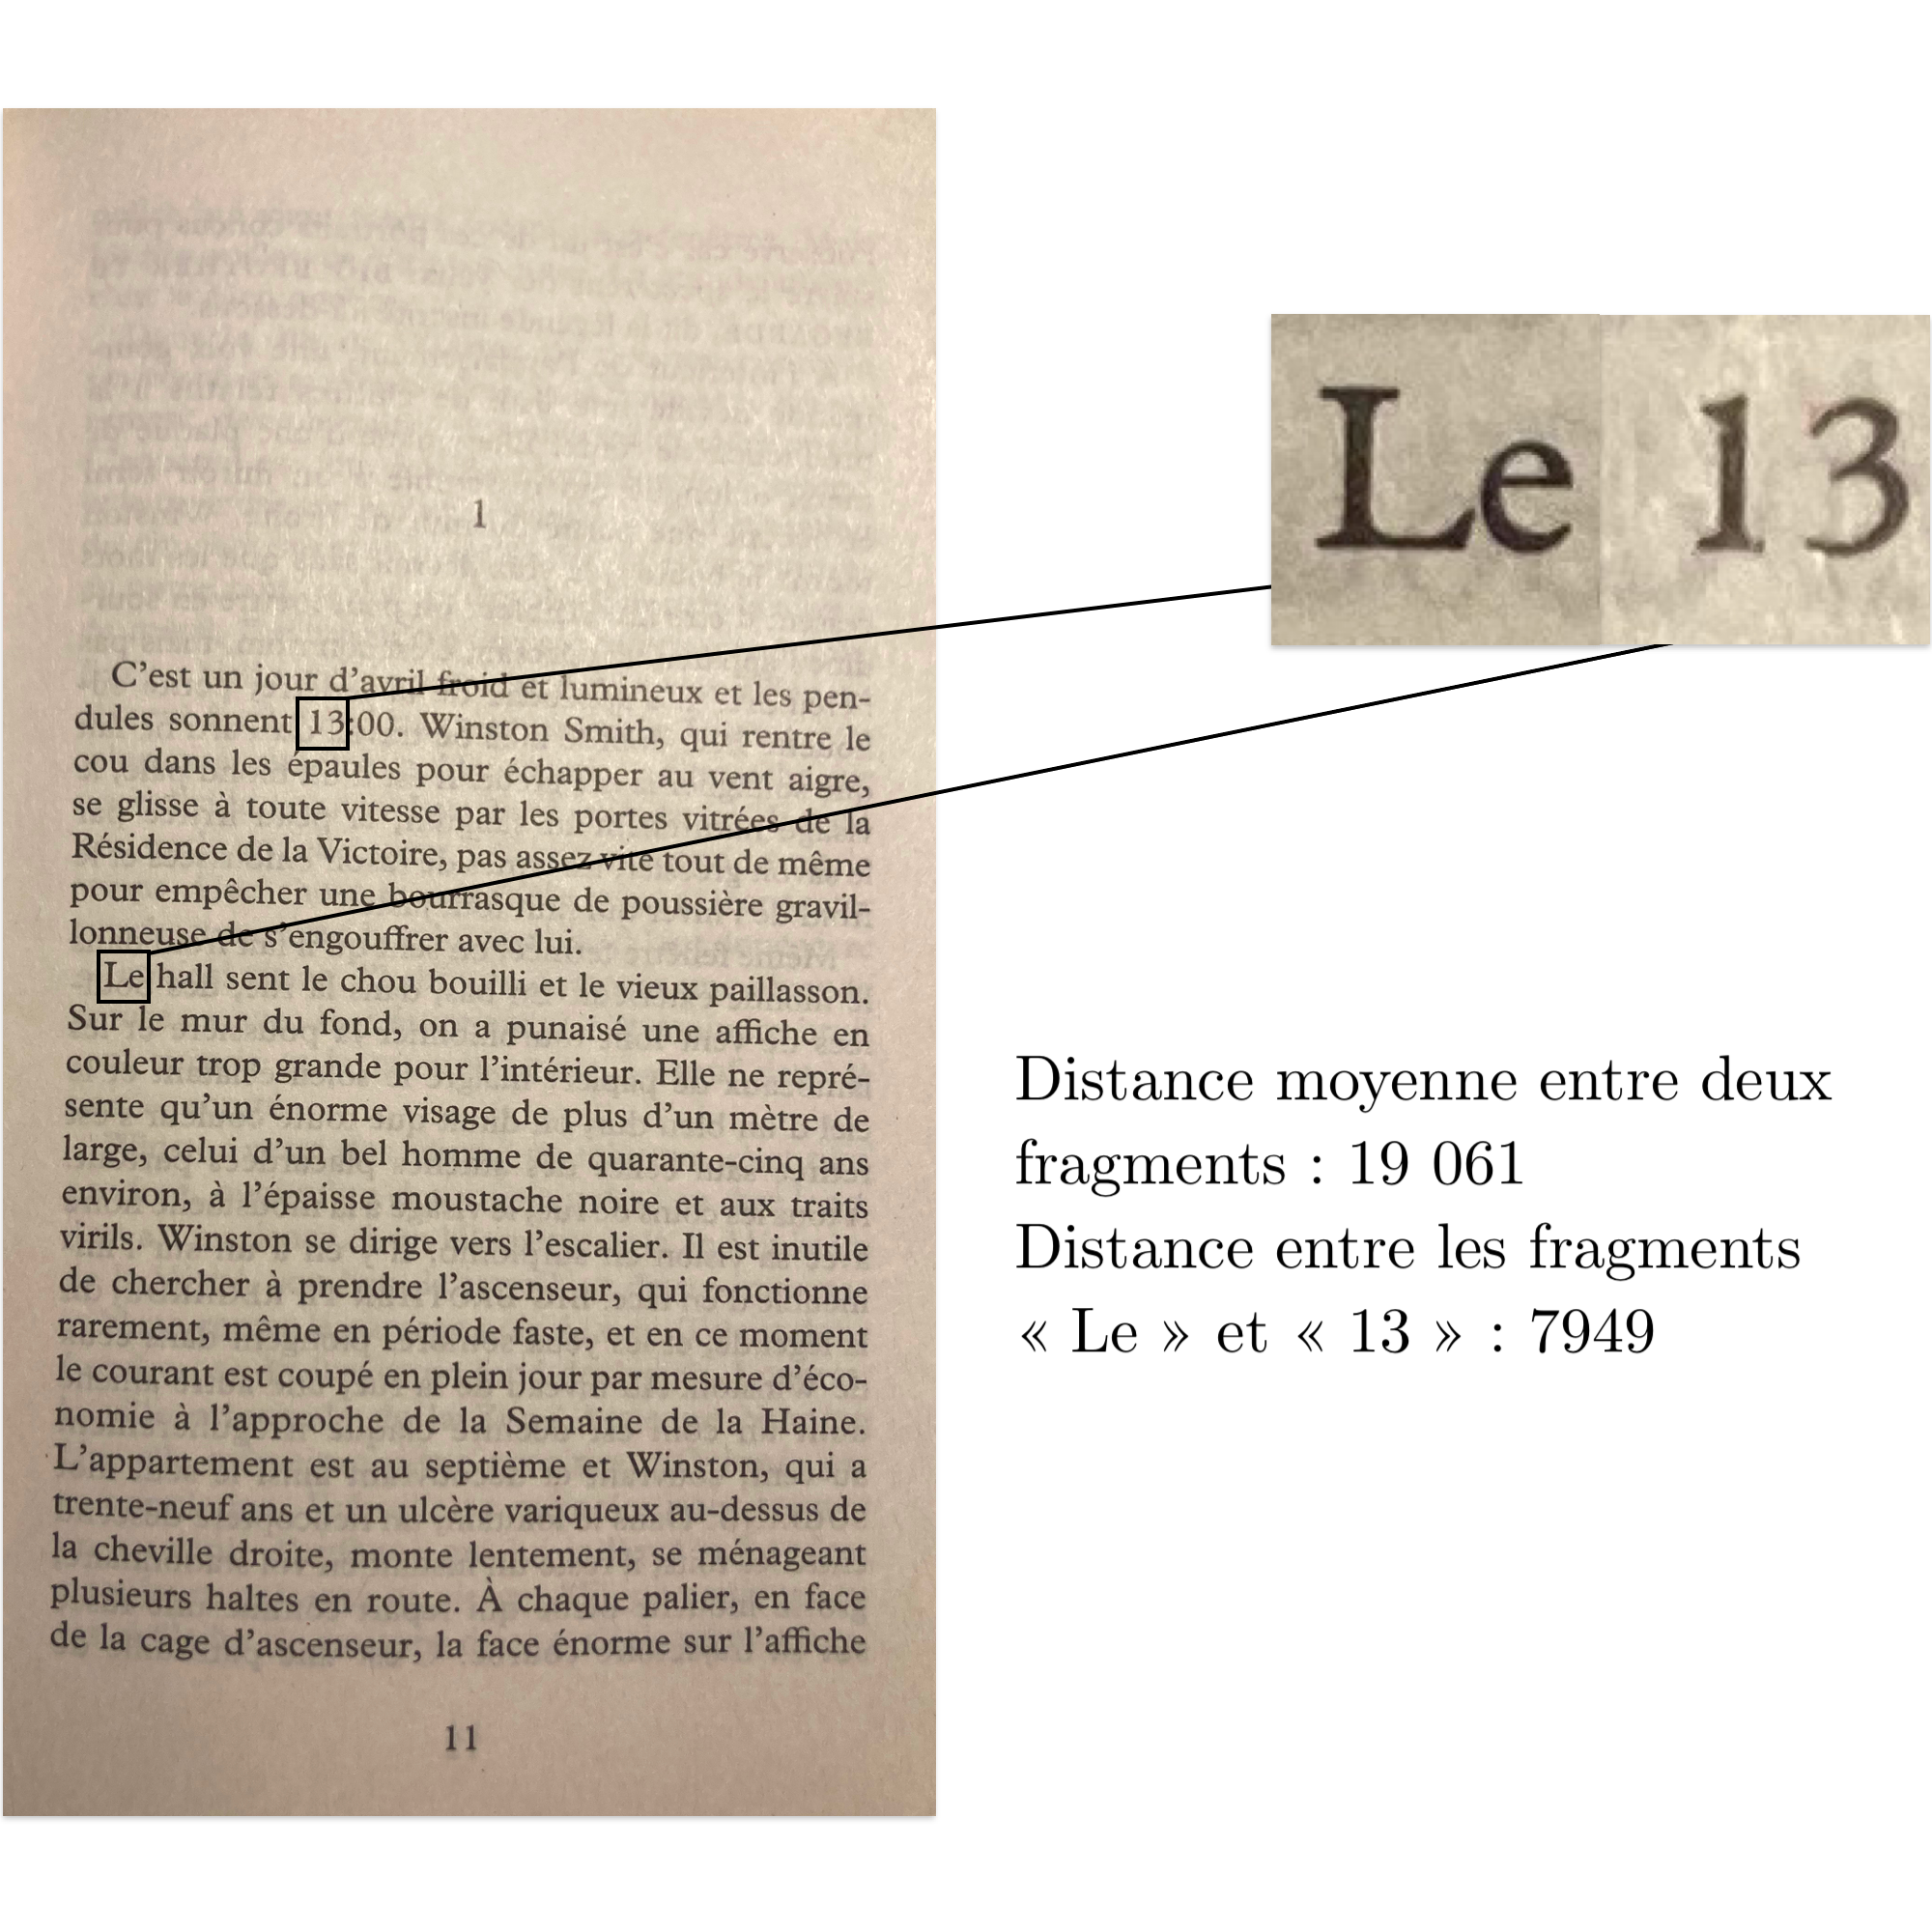 1
C'est un jour d'avril froid et lumineux et les pen-
dules sonnent 13:00. Winston Smith, qui rentre le
cou dans les épaules pour échapper au vent aigre,
se glisse à toute vitesse par les portes vitrées de la
Résidence de la Victoire, pas assez vite tout de même
pour empêcher une bourrasque de poussière gravil-
lonneuse de s'engouffrer avec lui.
Le hall sent le chou bouilli et le vieux paillasson.
Sur le mur du fond, on a punaisé une affiche en
couleur trop grande pour l'intérieur. Elle ne repré-
sente qu'un énorme visage de plus d'un mètre de
large, celui d'un bel homme de quarante-cinq ans
environ, à l'épaisse moustache noire et aux traits
virils. Winston se dirige vers l'escalier. Il est inutile
de chercher à prendre l'ascenseur, qui fonctionne
rarement, même en période faste, et en ce moment
le courant est coupé en plein jour par mesure d'éco-
nomie à l'approche de la Semaine de la Haine.
L'appartement est au septième et Winston, qui a
trente-neuf ans et un ulcère variqueux au-dessus de
la cheville droite, monte lentement, se ménageant
plusieurs haltes en route. À chaque palier, en face
de la cage d'ascenseur, la face énorme sur l'affiche
11
Le 13
Distance moyenne entre deux
fragments : 19 061
Distance entre les fragments
« Le » et « 13 » : 7949